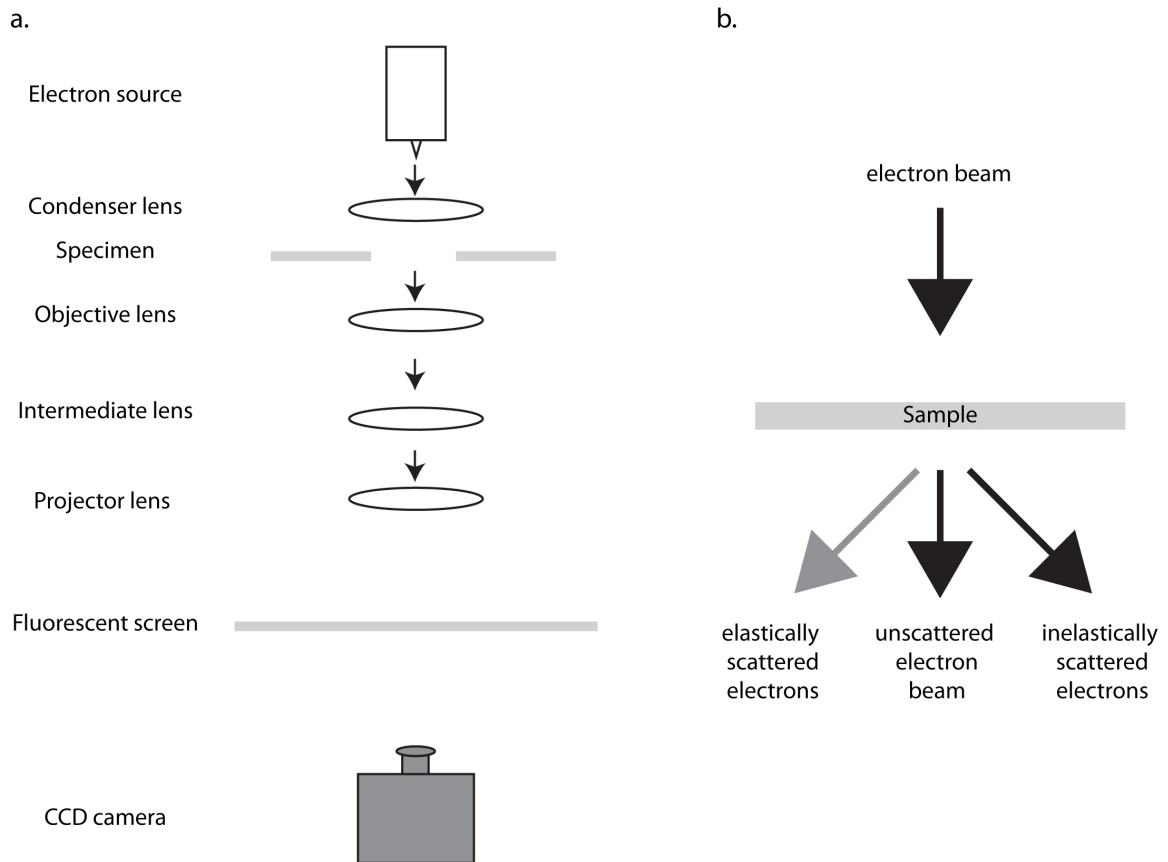 a.
Electron source
Condenser lens
Specimen
Objective lens
Intermediate lens
Projector lens
Fluorescent screen
CCD camera
b.
electron beam
Sample
elastically
scattered
electrons
unscattered
electron
beam
inelastically
scattered
electrons